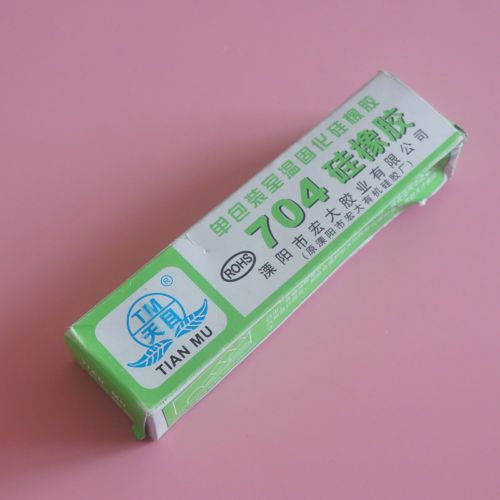 单包装室温固化硅橡胶
704 硅橡胶
ROHS
溧阳市宏大胶业有限公司
(原溧阳市宏大有机硅胶厂)
®
TM
天目
TIAN MU
TIAN MU